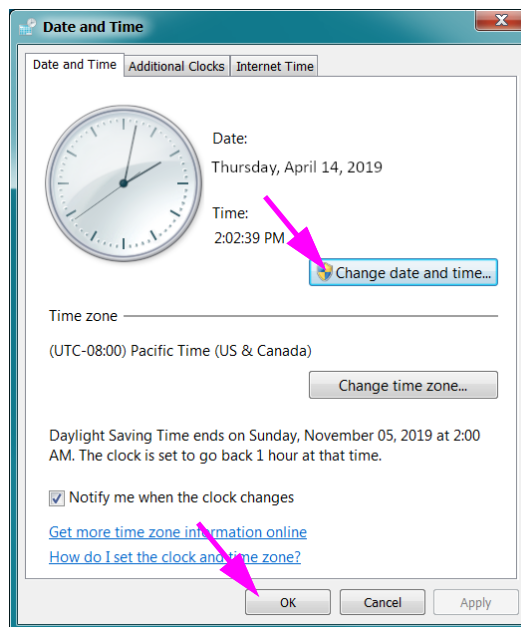 Date and Time
Date and Time
Additional Clocks
Internet Time
Date:
Thursday, April 14, 2019
Time:
2:02:39 PM
Change date and time...
Time zone
(UTC-08:00) Pacific Time (US & Canada)
Change time zone...
Daylight Saving Time ends on Sunday, November 05, 2019 at 2:00
AM. The clock is set to go back 1 hour at that time.
Notify me when the clock changes
Get more time zone information online
How do I set the clock and time zone?
OK
Cancel
Apply